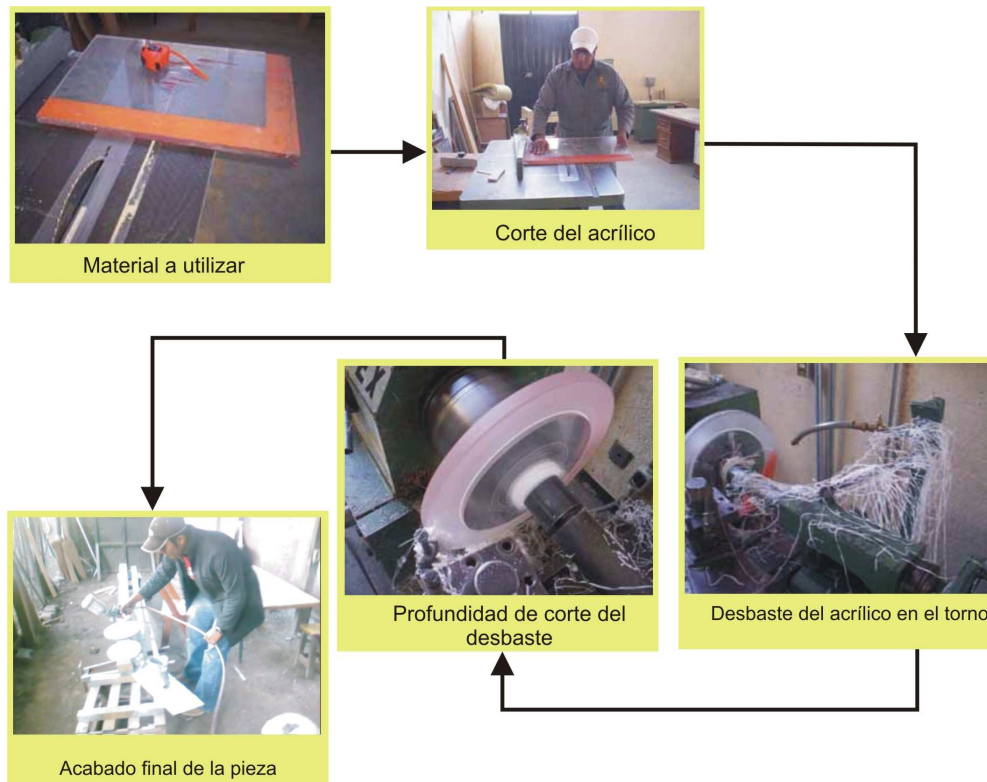 Material a utilizar
Corte del acrílico
Desbaste del acrílico en el torno
Profundidad de corte del
desbaste
EX
Acabado final de la pieza